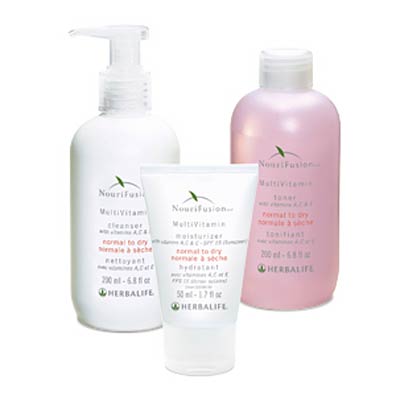 NouriFusion
MultiVitamin
cleanser
with vitamins A,C & E
normal to dry
normale à sèche
nettoyant
avec vitamines A,C et E
200 ml - 6.8 fl oz
HERBALIFE
NouriFusion
MultiVitamin
moisturizer
with vitamin A,C & E - SPF 15 (Sunscreen)
normal to dry
normale à sèche
hydratant
avec vitamines A,C et E
50 ml - 1.7 fl oz
HERBALIFE
NouriFusion
MultiVitamin
toner
with vitamins A,C & E
normal to dry
normale à sèche
tonifiant
avec vitamines A,C et E
200 ml - 6.8 fl oz
HERBALIFE